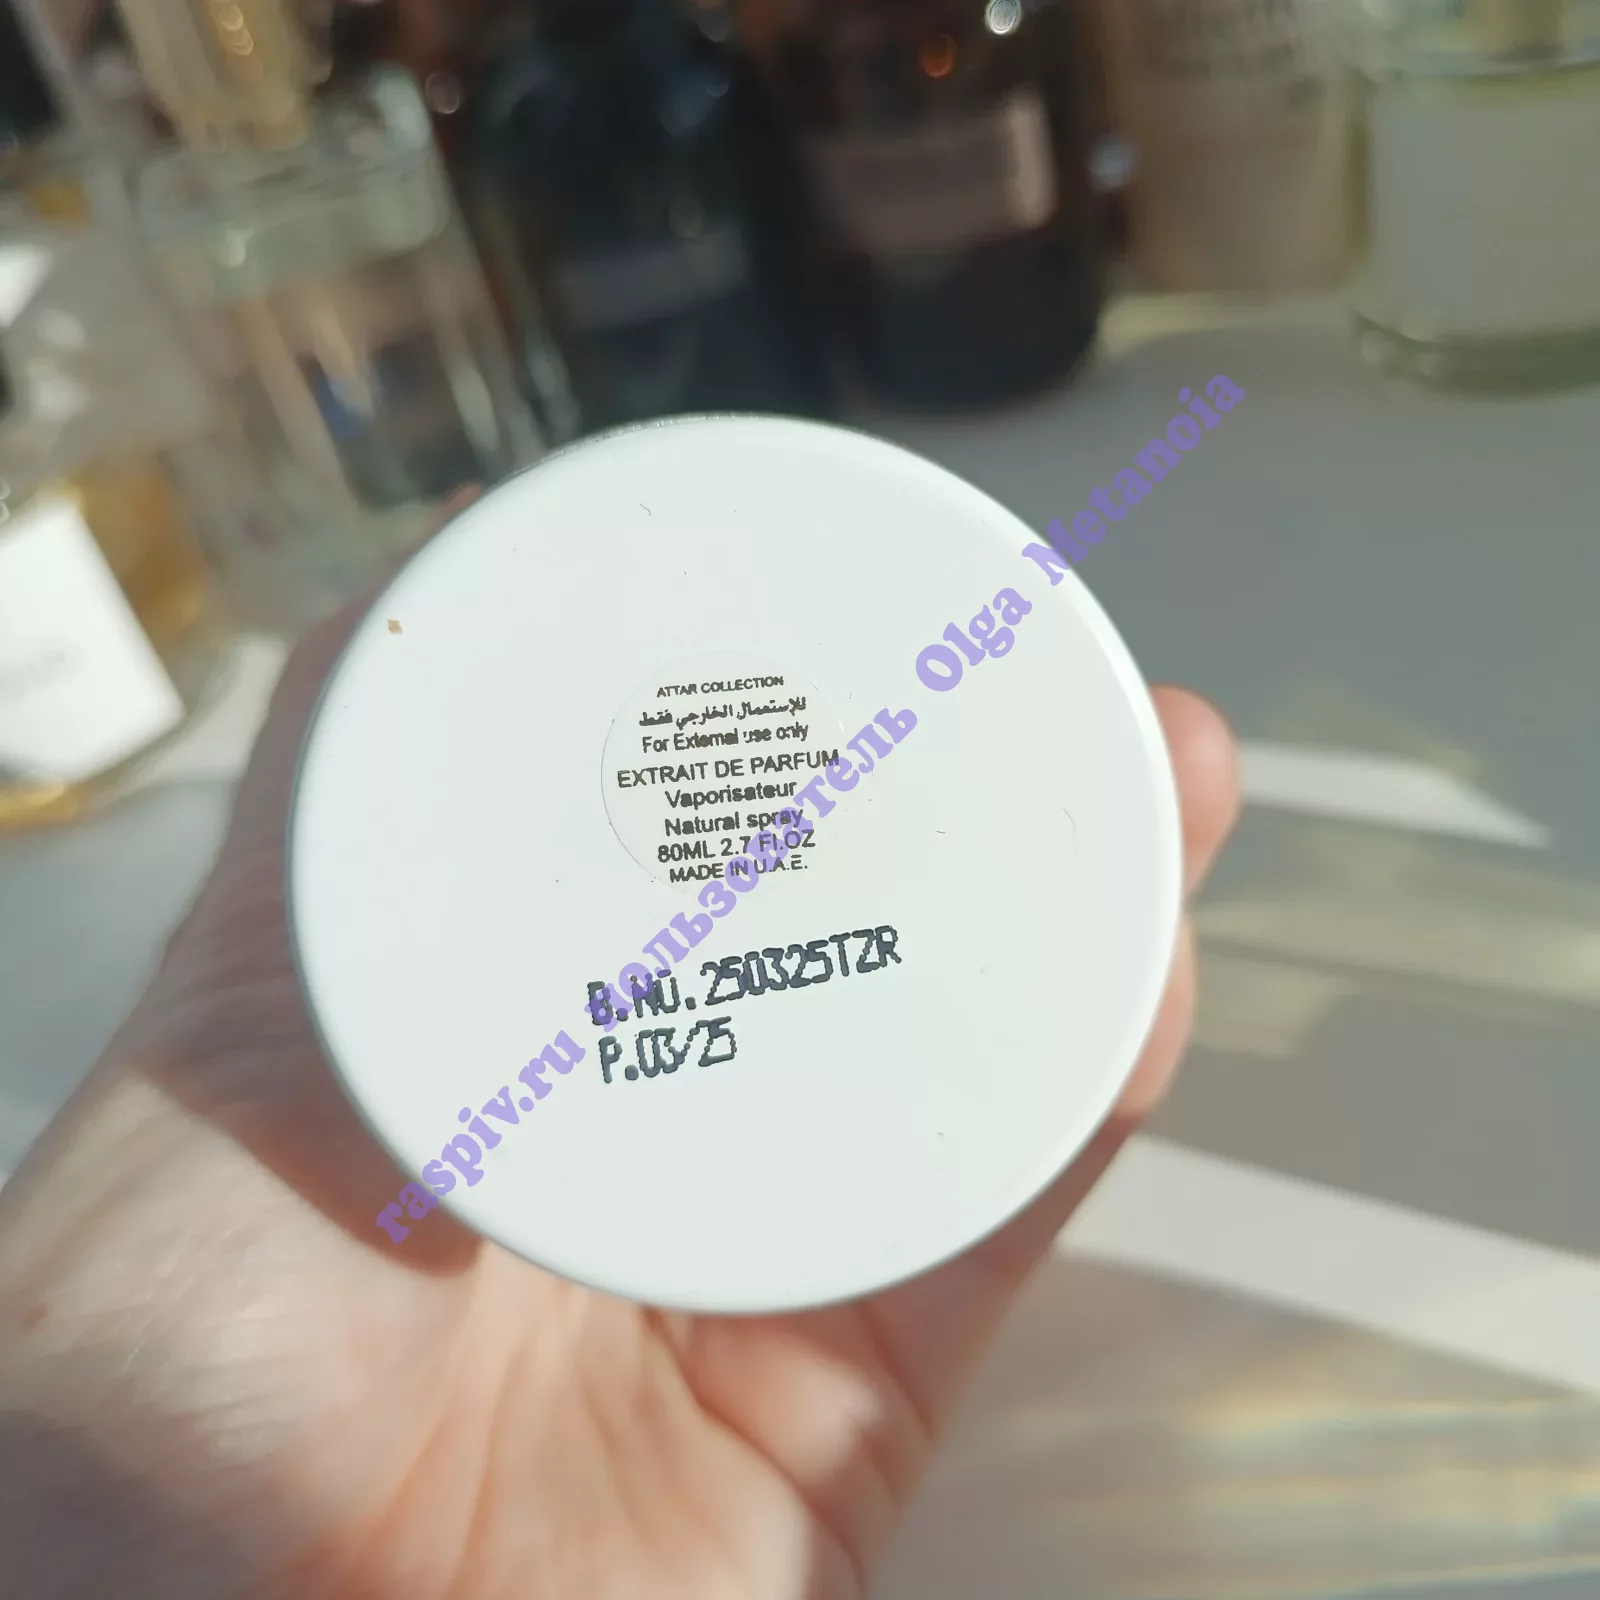 ATTAR COLLECTION
للإستعمال الخارجي فقط
For External use only
EXTRAIT DE PARFUM
Vaporisateur
Natural spray
80ML 2.7 Fl.OZ
MADE IN U.A.E.
B.NO.250325TZR
P.03/25
raspiv.ru пользователь Olga Metanoia